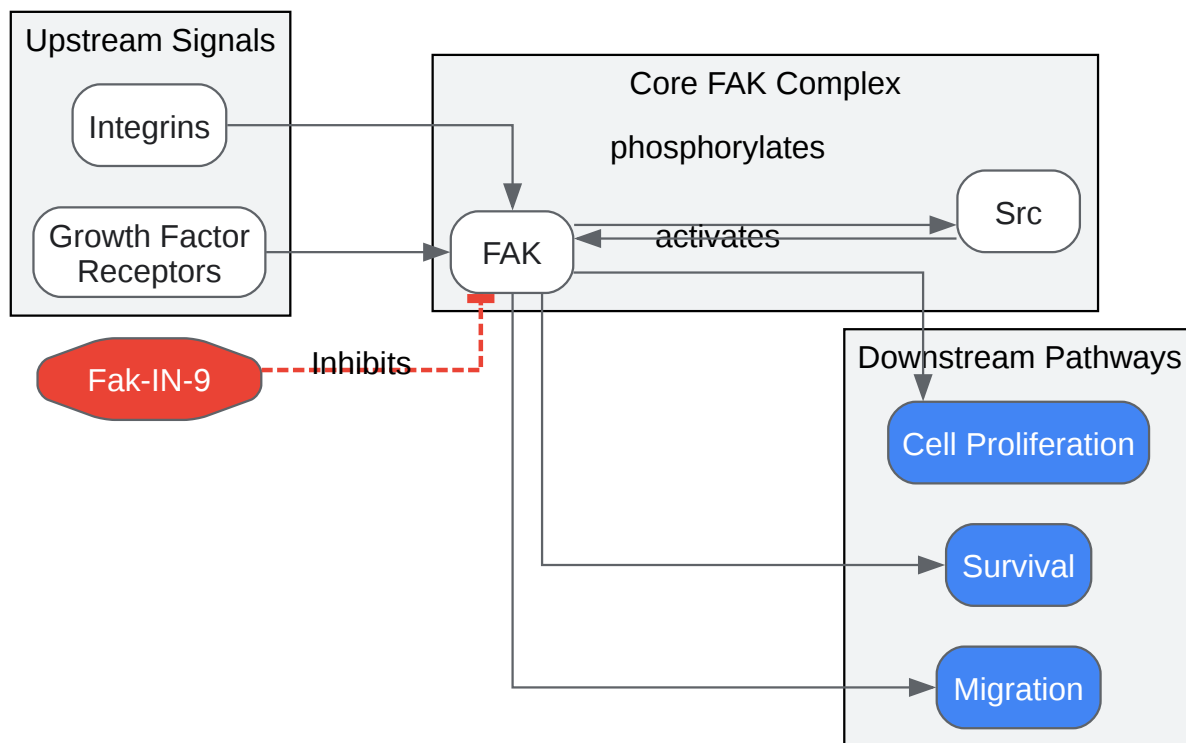 Upstream Signals
Integrins
Growth Factor
Receptors
Fak-IN-9
Inhibits
Core FAK Complex
phosphorylates
Src
activates
FAK
Downstream Pathways
Cell Proliferation
Survival
Migration